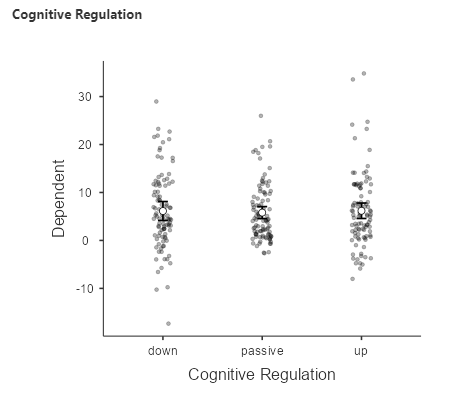 Cognitive Regulation
30
20
10
0
-10
Dependent
down passive up
Cognitive Regulation